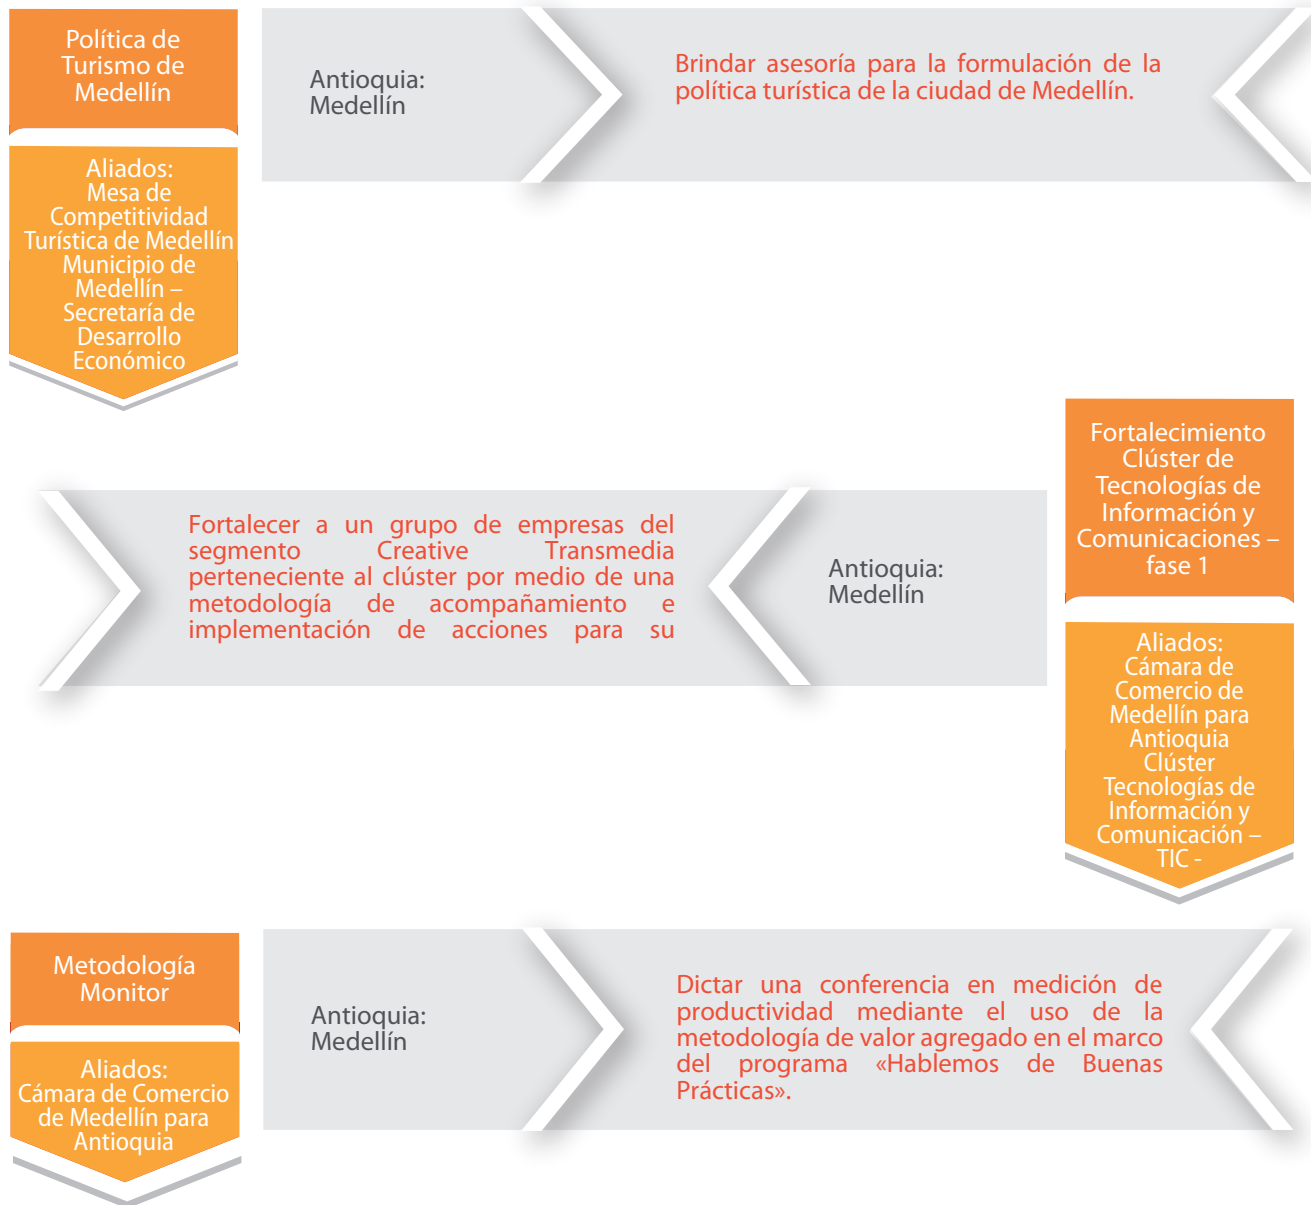 Política de
Turismo de
Medellín
Aliados:
Mesa de
Competitividad
Turística de Medellín
Municipio de
Medellín –
Secretaría de
Desarrollo
Económico
Antioquia:
Medellín
Brindar asesoría para la formulación de la
política turística de la ciudad de Medellín.
Fortalecimiento
Clúster de
Tecnologías de
Información y
Comunicaciones –
fase 1
Aliados:
Cámara de
Comercio de
Medellín para
Antioquia
Clúster
Tecnologías de
Información y
Comunicación –
TIC -
Antioquia:
Medellín
Fortalecer a un grupo de empresas del
segmento Creative Transmedia
perteneciente al clúster por medio de una
metodología de acompañamiento e
implementación de acciones para su
Metodología
Monitor
Aliados:
Cámara de Comercio
de Medellín para
Antioquia
Antioquia:
Medellín
Dictar una conferencia en medición de
productividad mediante el uso de la
metodología de valor agregado en el marco
del programa «Hablemos de Buenas
Prácticas».